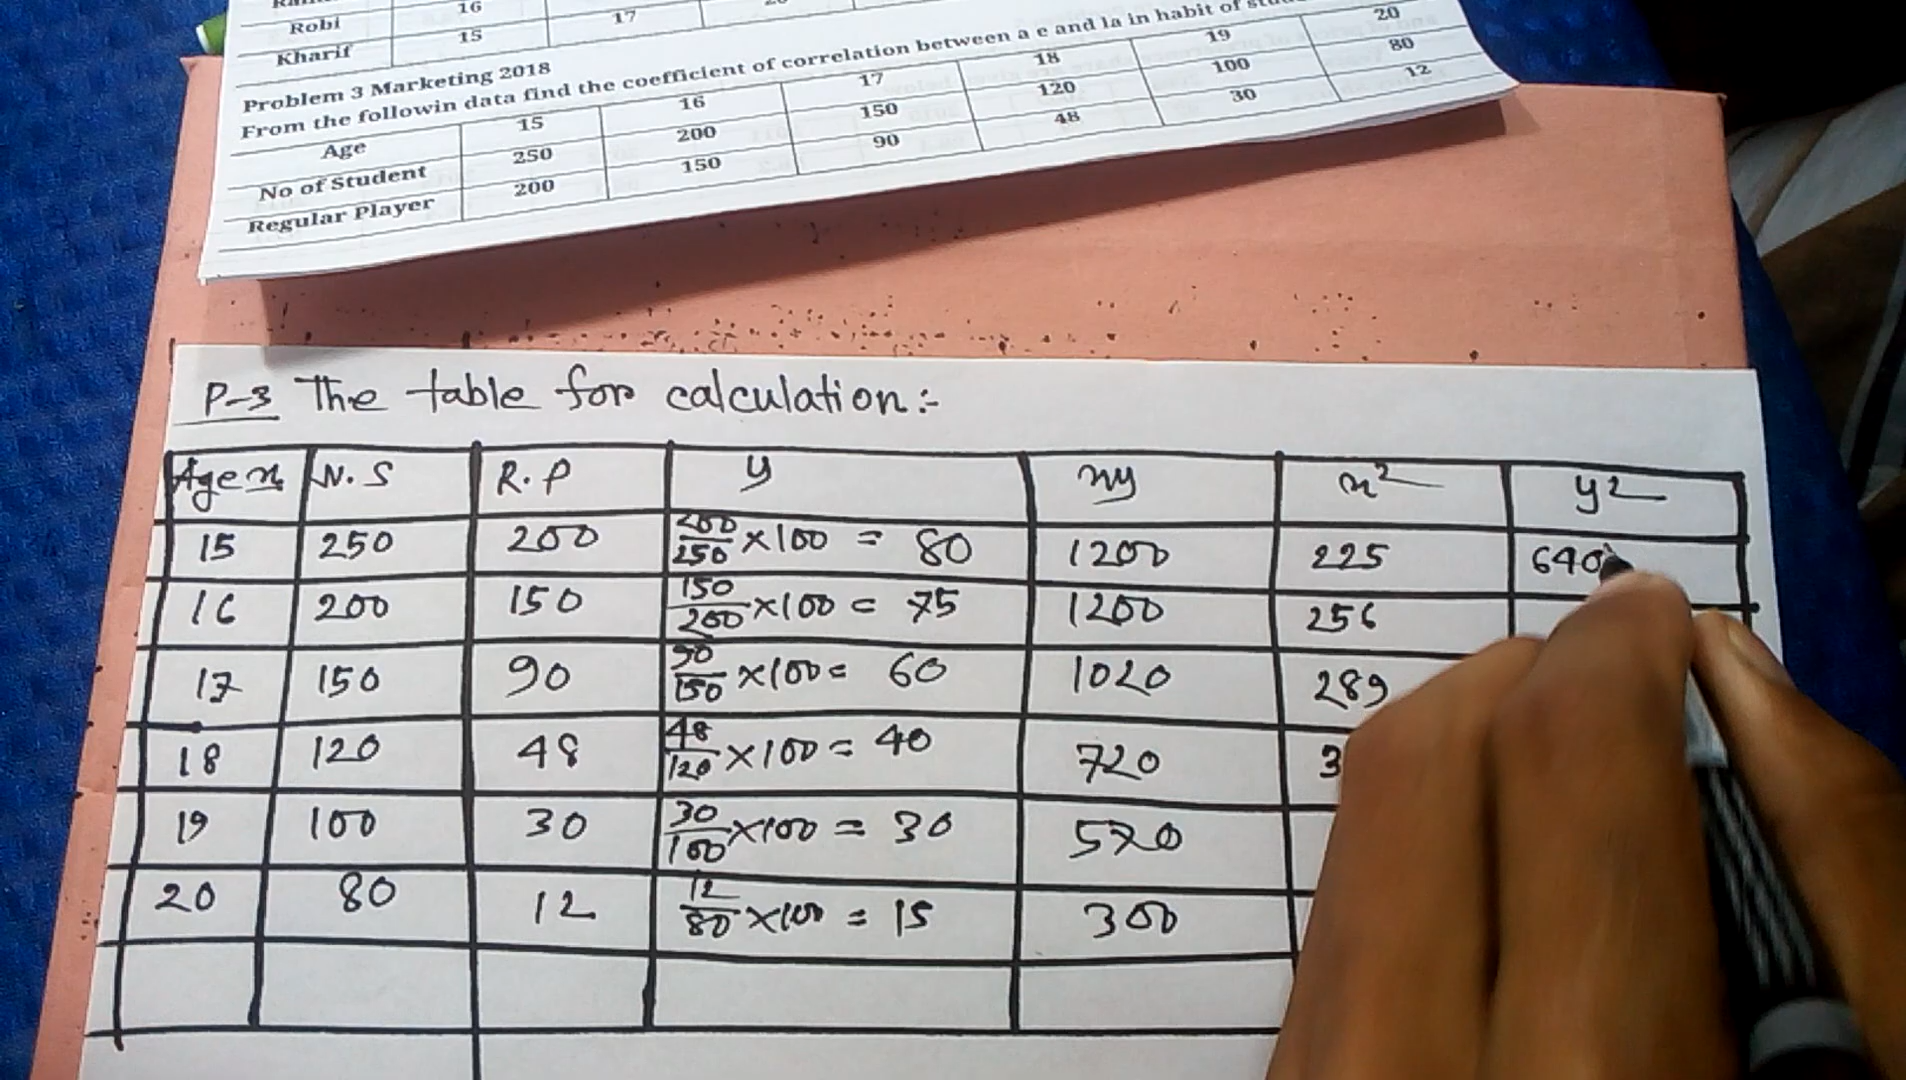 Robi 16 17
Kharif 15
Problem 3 Marketing 2018
From the followin data find the coefficient of correlation between a e and la in habit of
Age 15 16 17 18 19 20
No of Student 250 200 150 120 100 80
Regular Player 200 150 90 48 30 12
P-3 The table for calculation:-
Age x N.S R.P y xy x² y²
15 250 200 200/250 ×100 = 80 1200 225 640
16 200 150 150/200 ×100 = 75 1200 256
17 150 90 90/150 ×100 = 60 1020 289
18 120 48 48/120 ×100 = 40 720 3
19 100 30 30/100 ×100 = 30 570
20 80 12 12/80 ×100 = 15 300